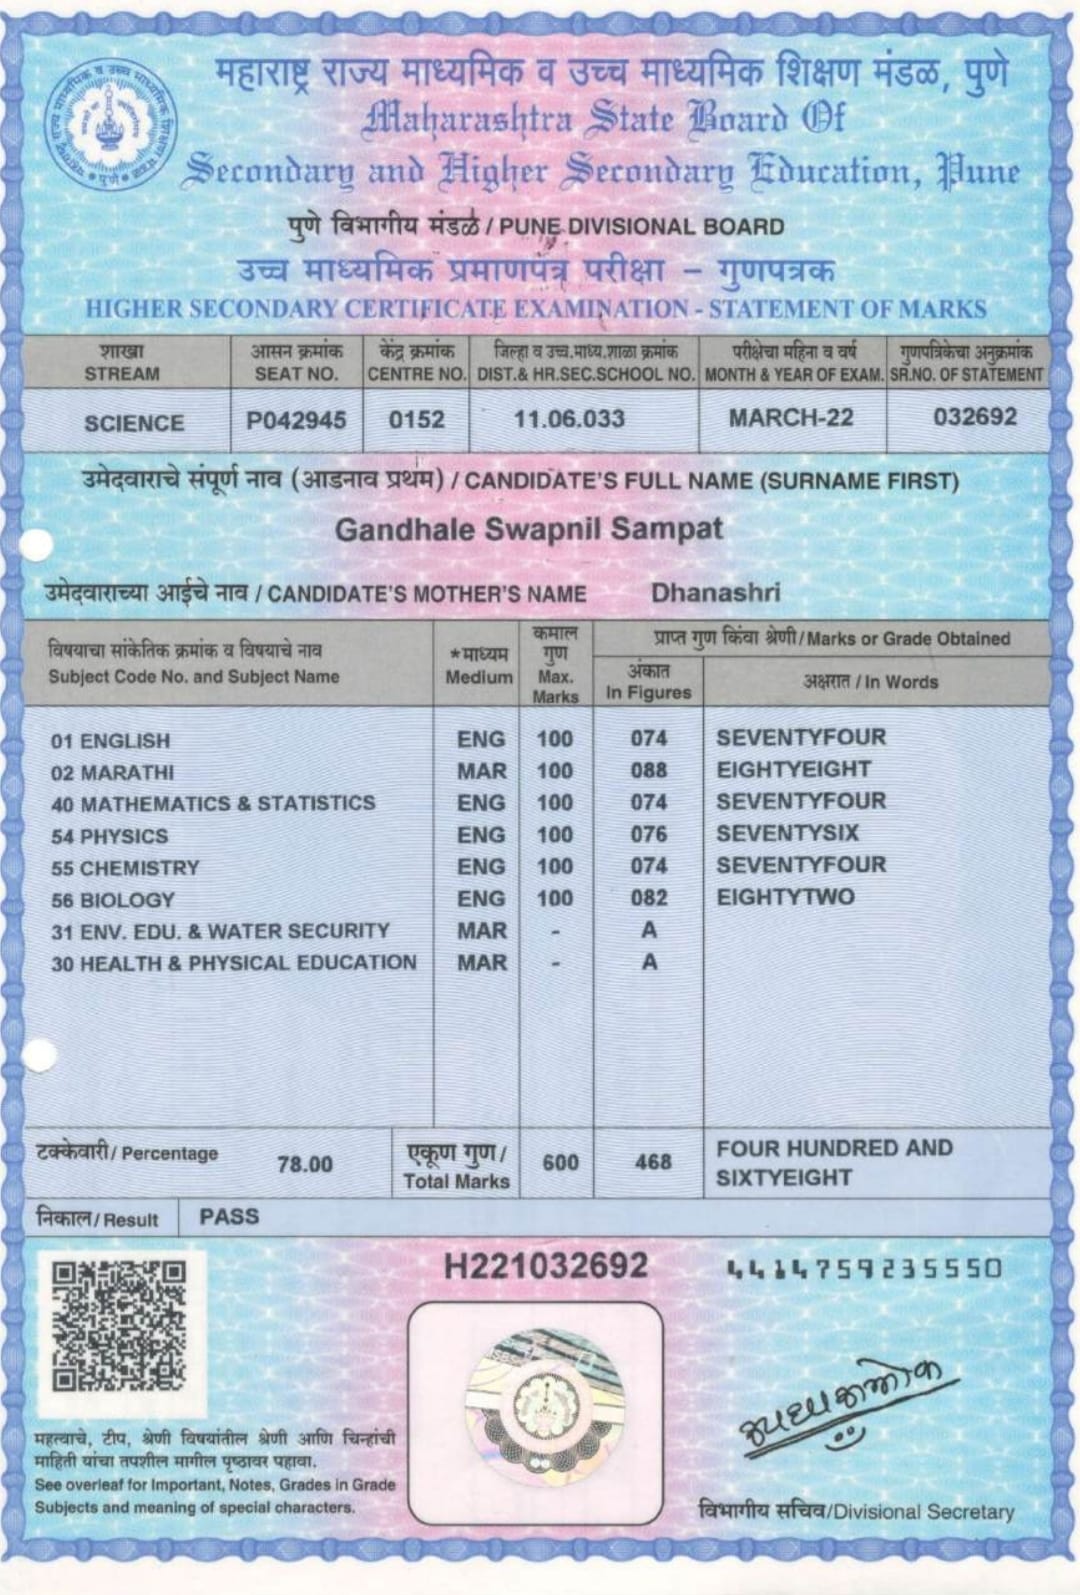 महाराष्ट्र राज्य माध्यमिक व उच्च माध्यमिक शिक्षण मंडळ, पुणे
Maharashtra State Board Of
Secondary and Higher Secondary Education, Pune
पुणे विभागीय मंडळ / PUNE DIVISIONAL BOARD
उच्च माध्यमिक प्रमाणपत्र परीक्षा – गुणपत्रक
HIGHER SECONDARY CERTIFICATE EXAMINATION - STATEMENT OF MARKS
शाखा आसन क्रमांक केंद्र क्रमांक जिल्हा व उच्च.माध्य.शाळा क्रमांक परीक्षेचा महिना व वर्ष गुणपत्रिकेचा अनुक्रमांक
STREAM SEAT NO. CENTRE NO. DIST.& HR.SEC.SCHOOL NO. MONTH & YEAR OF EXAM. SR.NO. OF STATEMENT
SCIENCE P042945 0152 11.06.033 MARCH-22 032692
उमेदवाराचे संपूर्ण नाव (आडनाव प्रथम) / CANDIDATE'S FULL NAME (SURNAME FIRST)
Gandhale Swapnil Sampat
उमेदवाराच्या आईचे नाव / CANDIDATE'S MOTHER'S NAME Dhanashri
विषयाचा सांकेतिक क्रमांक व विषयाचे नाव
Subject Code No. and Subject Name
*माध्यम
Medium
कमाल
गुण
Max.
Marks
प्राप्त गुण किंवा श्रेणी/Marks or Grade Obtained
अंकात
In Figures
अक्षरात / In Words
01 ENGLISH ENG 100 074 SEVENTYFOUR
02 MARATHI MAR 100 088 EIGHTYEIGHT
40 MATHEMATICS & STATISTICS ENG 100 074 SEVENTYFOUR
54 PHYSICS ENG 100 076 SEVENTYSIX
55 CHEMISTRY ENG 100 074 SEVENTYFOUR
56 BIOLOGY ENG 100 082 EIGHTYTWO
31 ENV. EDU. & WATER SECURITY MAR - A
30 HEALTH & PHYSICAL EDUCATION MAR - A
टक्केवारी/ Percentage 78.00
एकूण गुण/
Total Marks
600 468
FOUR HUNDRED AND
SIXTYEIGHT
निकाल/ Result PASS
H221032692
4414759235550
महत्वाचे, टीप, श्रेणी विषयांतील श्रेणी आणि चिन्हांची
माहिती यांचा तपशील मागील पृष्ठावर पहावा.
See overleaf for Important, Notes, Grades in Grade
Subjects and meaning of special characters.
विभागीय सचिव/Divisional Secretary